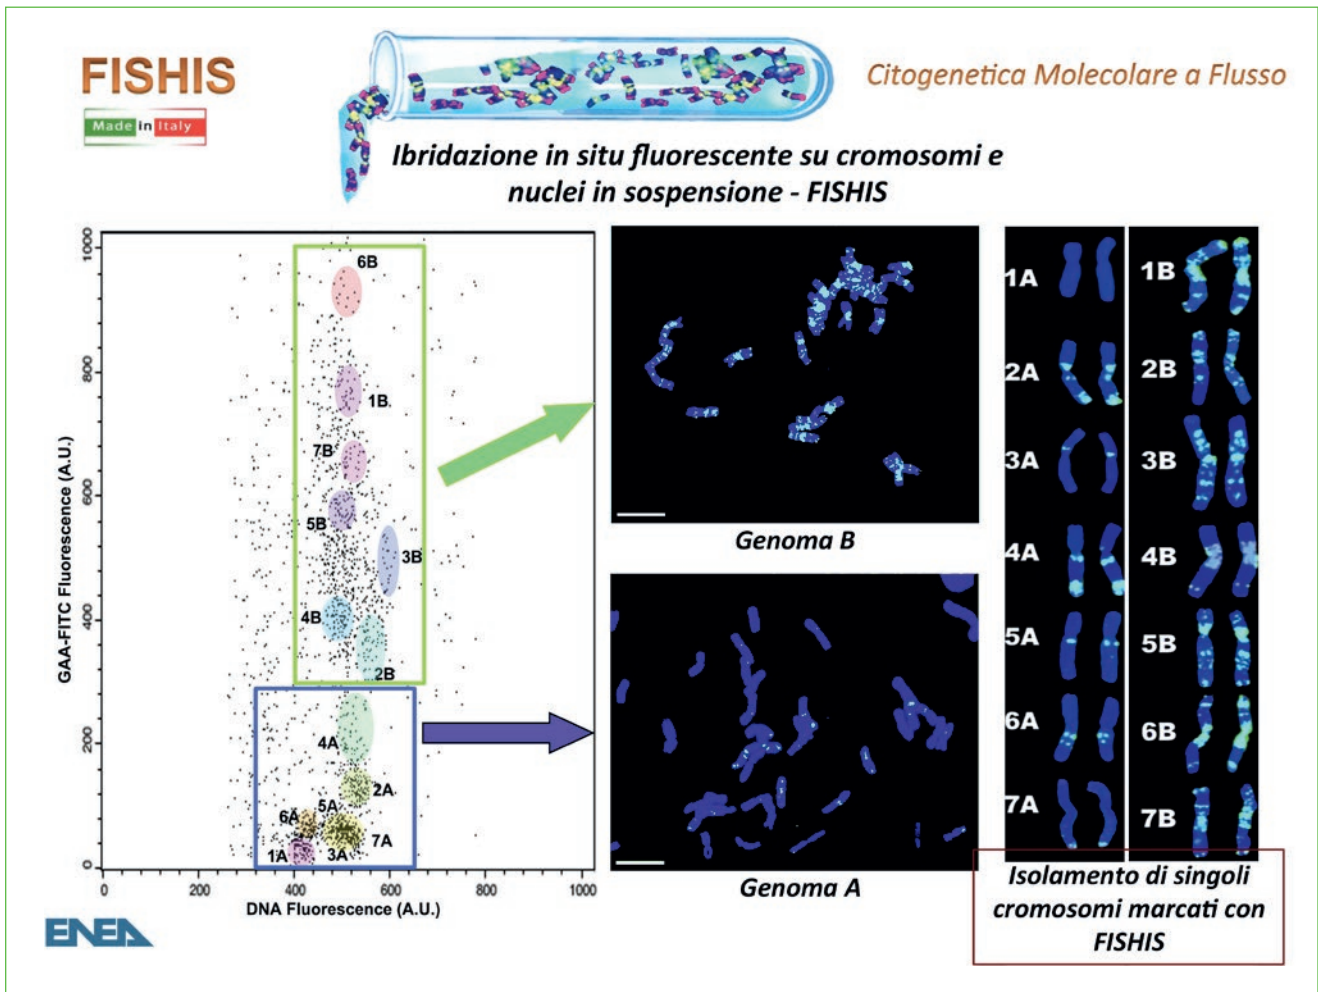 FISHIS
Made in Italy
Citogenetica Molecolare a Flusso
Ibridazione in situ fluorescente su cromosomi e
nuclei in sospensione - FISHIS
GAA-FITC Fluorescence (A.U.)
1000
800
600
400
200
0
6B
1B.
7B
5B
3B
4B
2B
4A
2A
5A
6A
7A
3A
1A
0
200
400
600
800
1000
DNA Fluorescence (A.U.)
Genoma B
Genoma A
1A
2A
3A
4A
5A
6A
7A
1B
2B
3B
4B
5B
6B
7B
Isolamento di singoli
cromosomi marcati con
FISHIS
ENEA